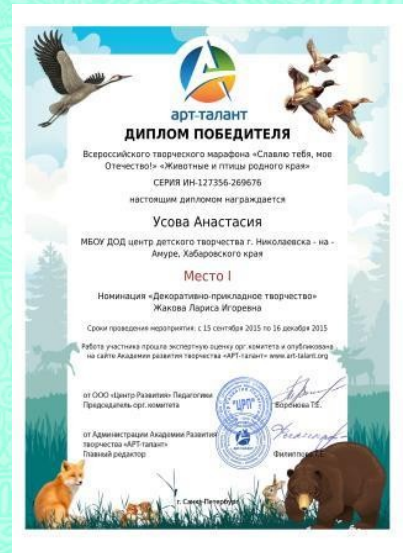 арт-талант
ДИПЛОМ ПОБЕДИТЕЛЯ
Всероссийского творческого марафона «Славлю тебя, мое
Отечество!» «Животные и птицы родного края»
СЕРИЯ ИН-127356-269676
настоящим дипломом награждается
Усова Анастасия
МБОУ ДОД центр детского творчества г. Николаевска - на -
Амуре, Хабаровского края
Место I
Номинация «Декоративно-прикладное творчество»
Жакова Лариса Игоревна
Сроки проведения мероприятия: с 15 сентября 2015 по 16 декабря 2015
Работа участника прошла экспертную оценку орг.комитета и опубликована
на сайте Академии развития творчества «АРТ-талант» www.art-talant.org
от ООО «Центр Развития» Педагогики
Председатель орг.комитета
"ЦРП"
Воронова Т.Е.
от Администрации Академии Развития
творчества «АРТ-талант»
Главный редактор
г. Санкт-Петербург